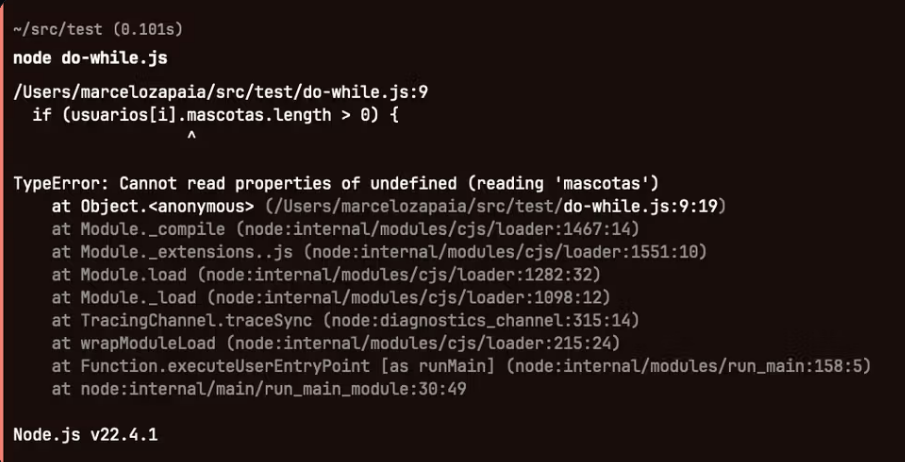 ~/src/test (0.101s)
node do-while.js
/Users/marcelozapaia/src/test/do-while.js:9
  if (usuarios[i].mascotas.length > 0) {
                  ^
TypeError: Cannot read properties of undefined (reading 'mascotas')
    at Object.<anonymous> (/Users/marcelozapaia/src/test/do-while.js:9:19)
    at Module._compile (node:internal/modules/cjs/loader:1467:14)
    at Module._extensions..js (node:internal/modules/cjs/loader:1551:10)
    at Module.load (node:internal/modules/cjs/loader:1282:32)
    at Module._load (node:internal/modules/cjs/loader:1098:12)
    at TracingChannel.traceSync (node:diagnostics_channel:315:14)
    at wrapModuleLoad (node:internal/modules/cjs/loader:215:24)
    at Function.executeUserEntryPoint [as runMain] (node:internal/modules/run_main:158:5)
    at node:internal/main/run_main_module:30:49
Node.js v22.4.1